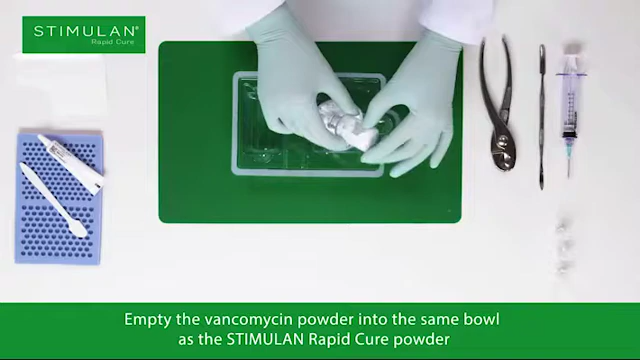 STIMULAN®
Rapid Cure
Empty the vancomycin powder into the same bowl
as the STIMULAN Rapid Cure powder